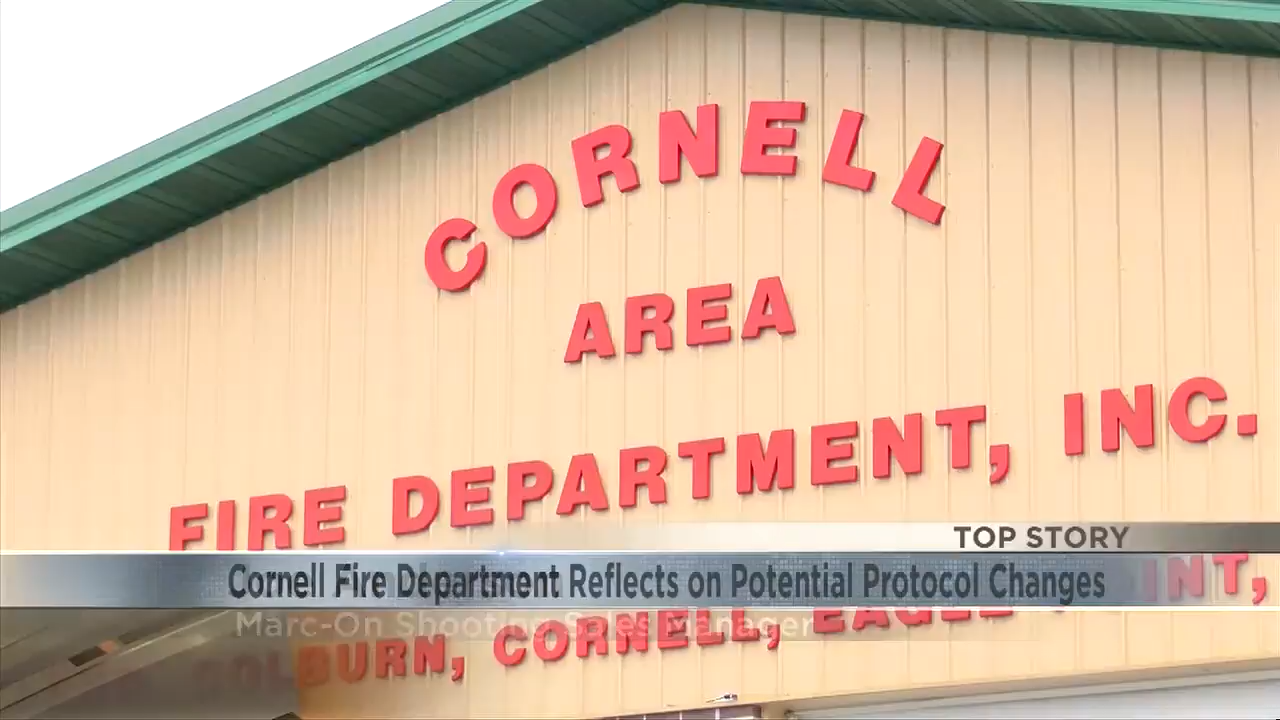 CORNELL
AREA
FIRE DEPARTMENT, INC.
TOP STORY
Cornell Fire Department Reflects on Potential Protocol Changes
Marc-On Shooting Sales Manager
COLBURN, CORNELL, EAGLE POINT,